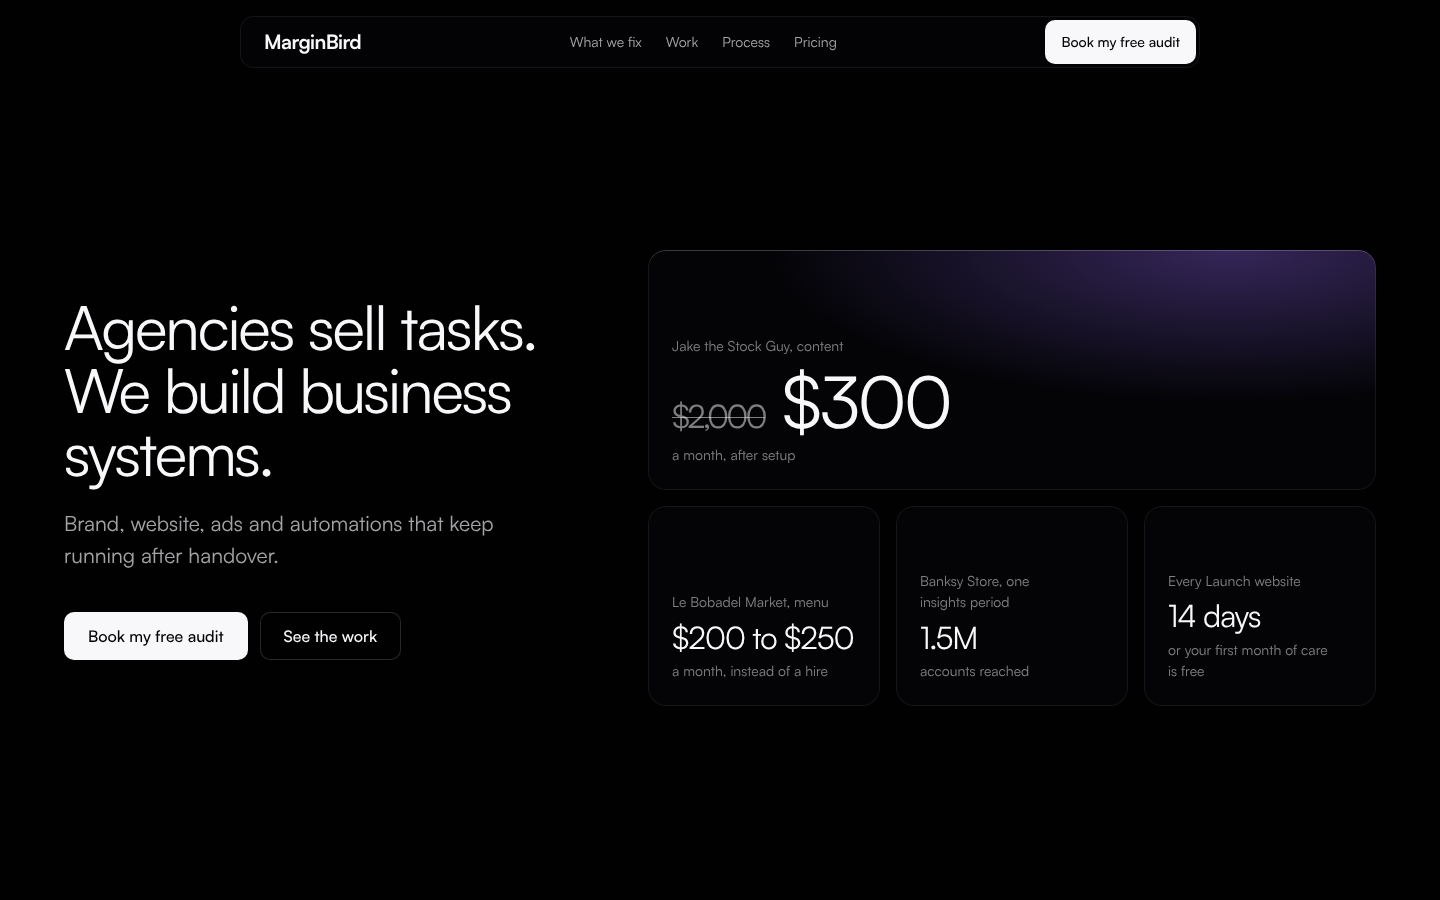 MarginBird
What we fix
Work
Process
Pricing
Book my free audit
Agencies sell tasks.
We build business
systems.
Brand, website, ads and automations that keep
running after handover.
Book my free audit
See the work
Jake the Stock Guy, content
$2,000 $300
a month, after setup
Le Bobadel Market, menu
$200 to $250
a month, instead of a hire
Banksy Store, one
insights period
1.5M
accounts reached
Every Launch website
14 days
or your first month of care
is free